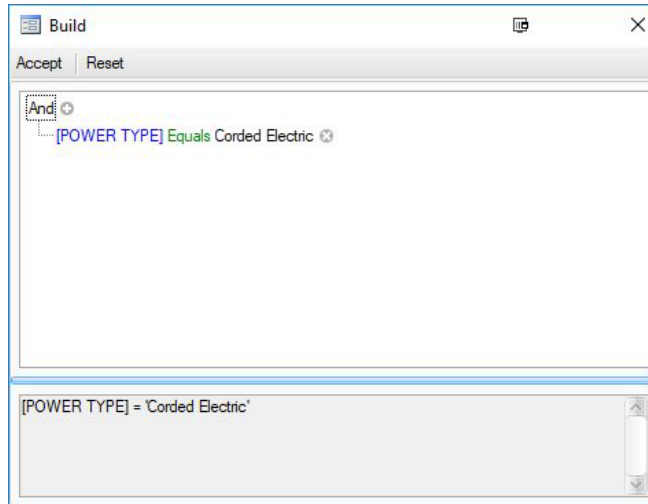 Build
Accept Reset
And
[POWER TYPE] Equals Corded Electric
[POWER TYPE] = 'Corded Electric'